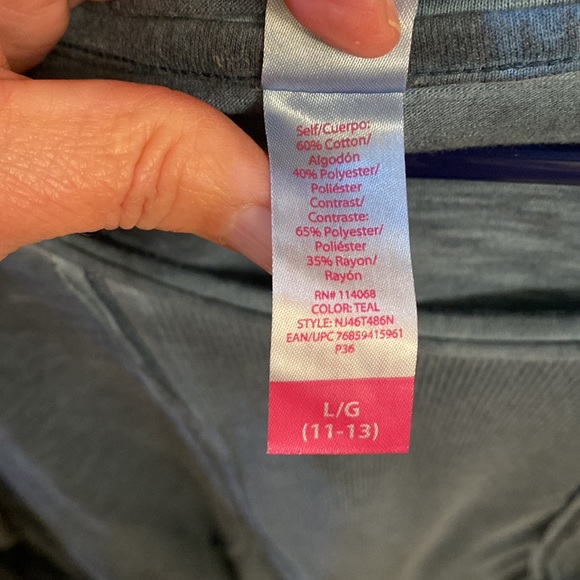 Self/Cuerpo:
60% Cotton/
Algodón
40% Polyester/
Poliéster
Contrast/
Contraste:
65% Polyester/
Poliéster
35% Rayon/
Rayón
RN# 114068
COLOR: TEAL
STYLE: NJ46T486N
EAN/UPC 76859415961
P36
L/G
(11-13)